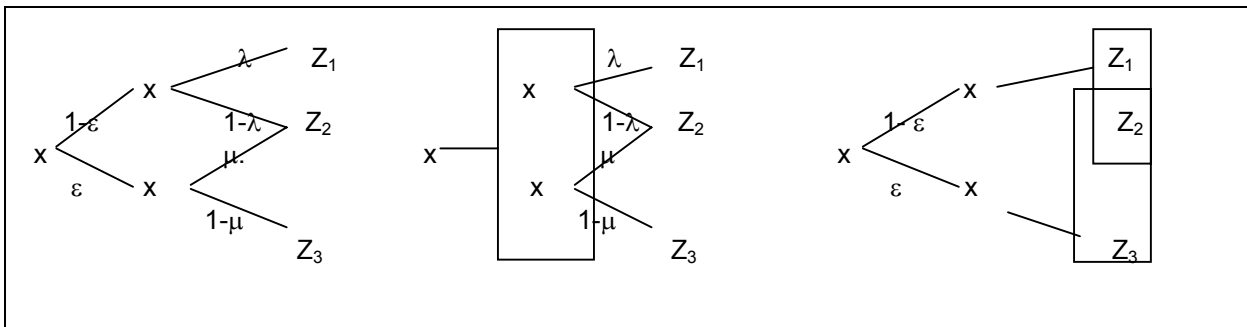 λ Z₁ λ Z₁ Z₁
x x x
1-ε 1-λ Z₂ 1-λ Z₂ 1- ε Z₂
x μ. x μ x
ε x x ε x
1-μ 1-μ
Z₃ Z₃ Z₃